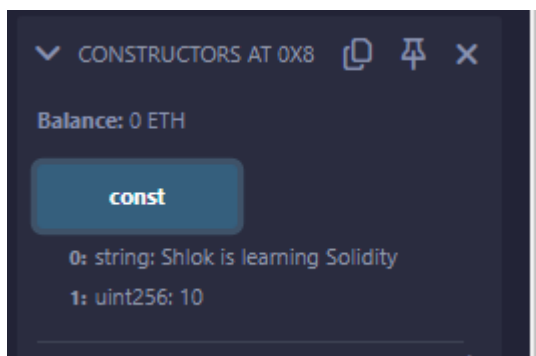 CONSTRUCTORS AT 0X8
Balance: 0 ETH
const
0: string: Shlok is learning Solidity
1: uint256: 10